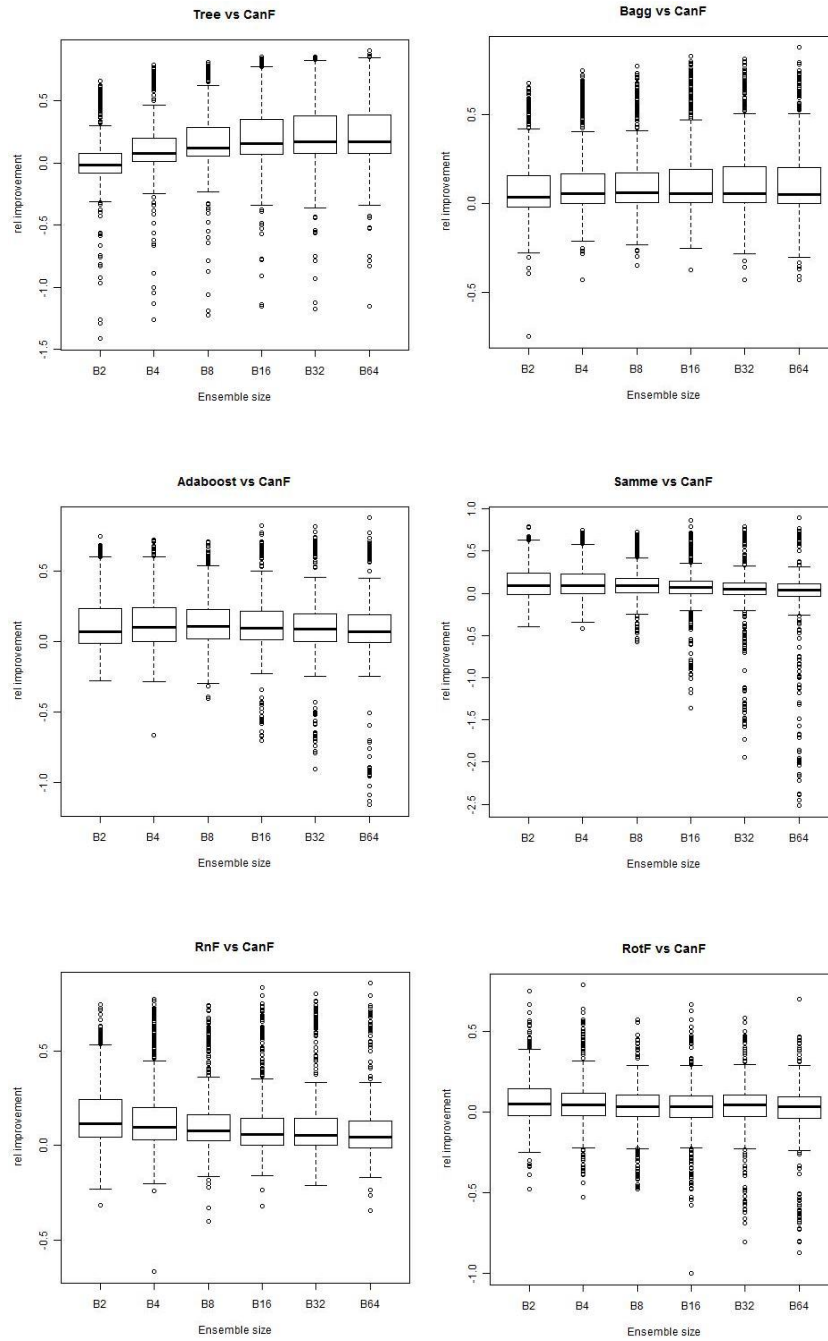 Tree vs CanF
rel improvement
0.5
0.0
-0.5
-1.0
-1.5
B2 B4 B8 B16 B32 B64
Ensemble size
Bagg vs CanF
rel improvement
0.5
0.0
-0.5
B2 B4 B8 B16 B32 B64
Ensemble size
Adaboost vs CanF
rel improvement
0.5
0.0
-0.5
-1.0
B2 B4 B8 B16 B32 B64
Ensemble size
Samme vs CanF
rel improvement
1.0
0.5
0.0
-0.5
-1.0
-1.5
-2.0
-2.5
B2 B4 B8 B16 B32 B64
Ensemble size
RnF vs CanF
rel improvement
0.5
0.0
-0.5
B2 B4 B8 B16 B32 B64
Ensemble size
RotF vs CanF
rel improvement
0.5
0.0
-0.5
-1.0
B2 B4 B8 B16 B32 B64
Ensemble size